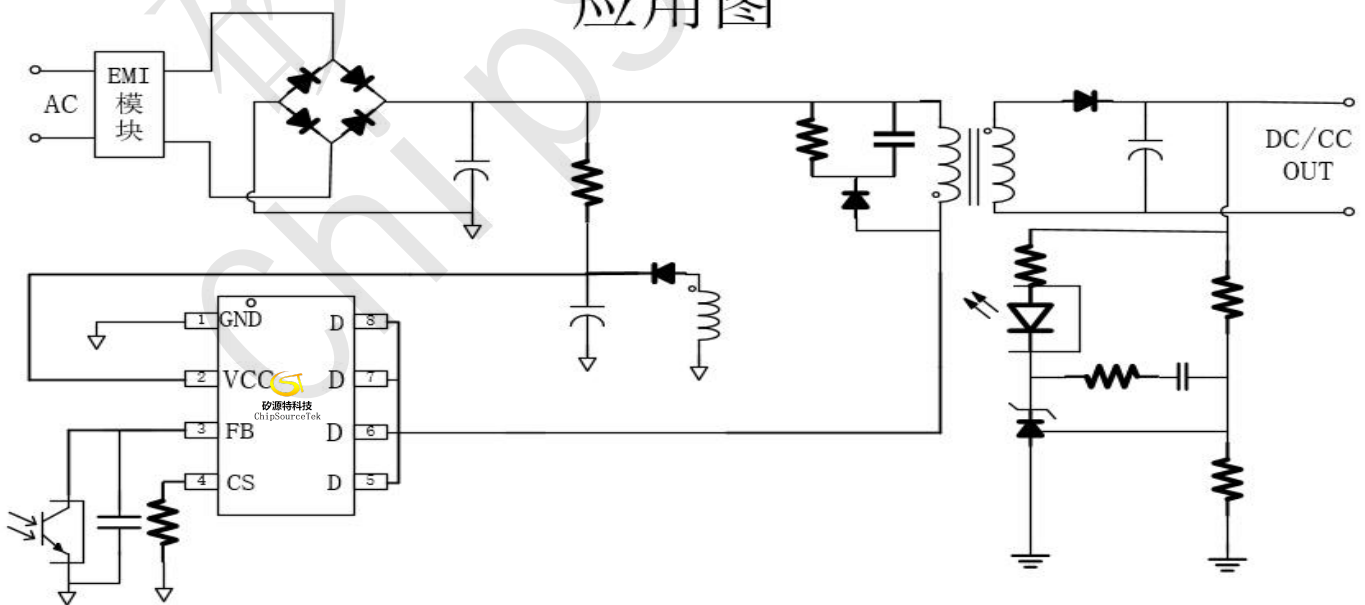 应用图
EMI
模
块
AC
DC/CC
OUT
1 GND D 8
2 VCC D 7
矽源特科技
ChipSourceTek
3 FB D 6
4 CS D 5
Chips